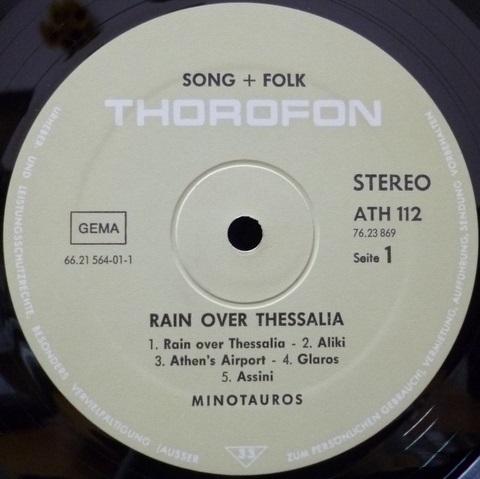 SONG + FOLK
THOROFON
STEREO
ATH 112
76.23 869
Seite 1
GEMA
66.21 564-01-1
RAIN OVER THESSALIA
1. Rain over Thessalia - 2. Aliki
3. Athen's Airport - 4. Glaros
5. Assini
MINOTAUROS
33
URHEBER- UND LEISTUNGSSCHUTZRECHTE, BESONDERS VERVIELFÄLTIGUNG (AUSSER ZUM PERSÖNLICHEN GEBRAUCH), VERMIETUNG, AUFFÜHRUNG, SENDUNG VORBEHALTEN